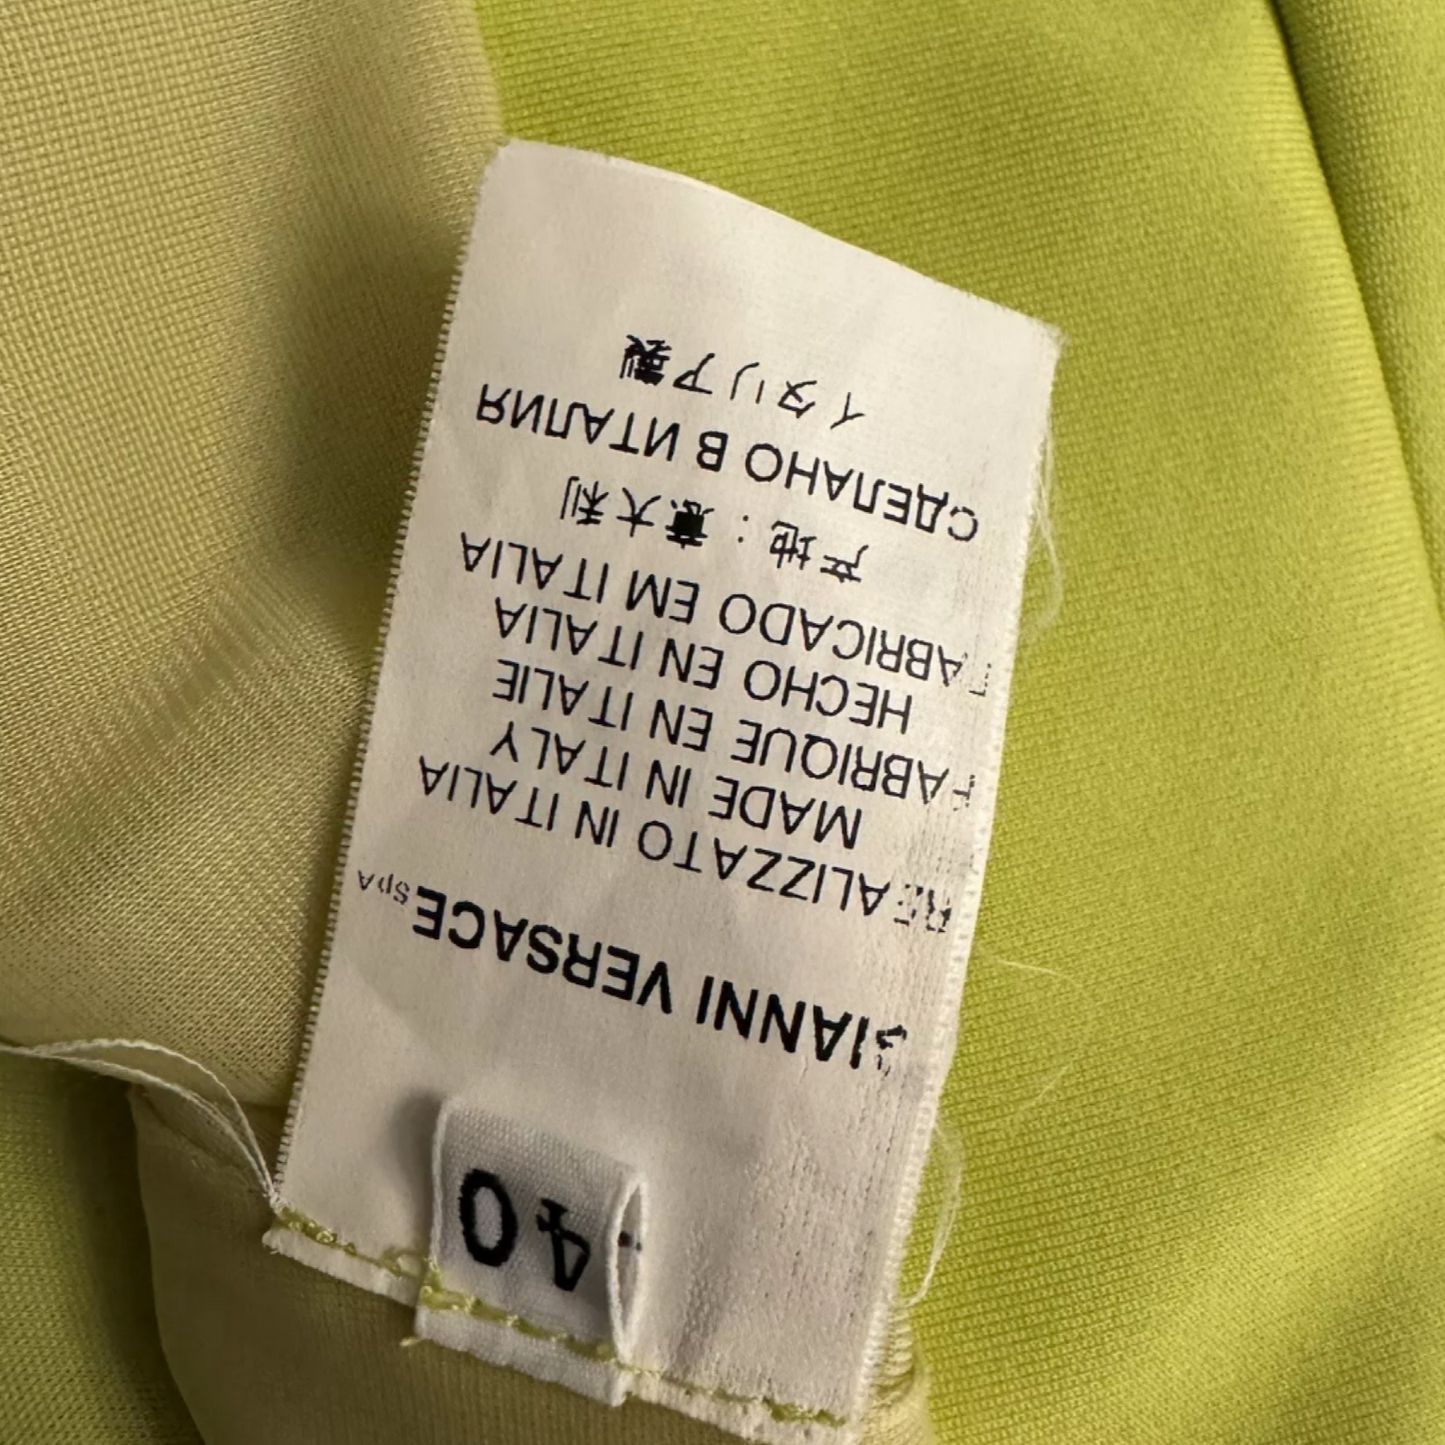 40
GIANNI VERSACE SpA
REALIZZATO IN ITALIA
MADE IN ITALY
FABRIQUE EN ITALIE
HECHO EN ITALIA
FABRICADO EM ITALIA
产地：意大利
СДЕЛАНО В ИТАЛИЯ
イタリア製